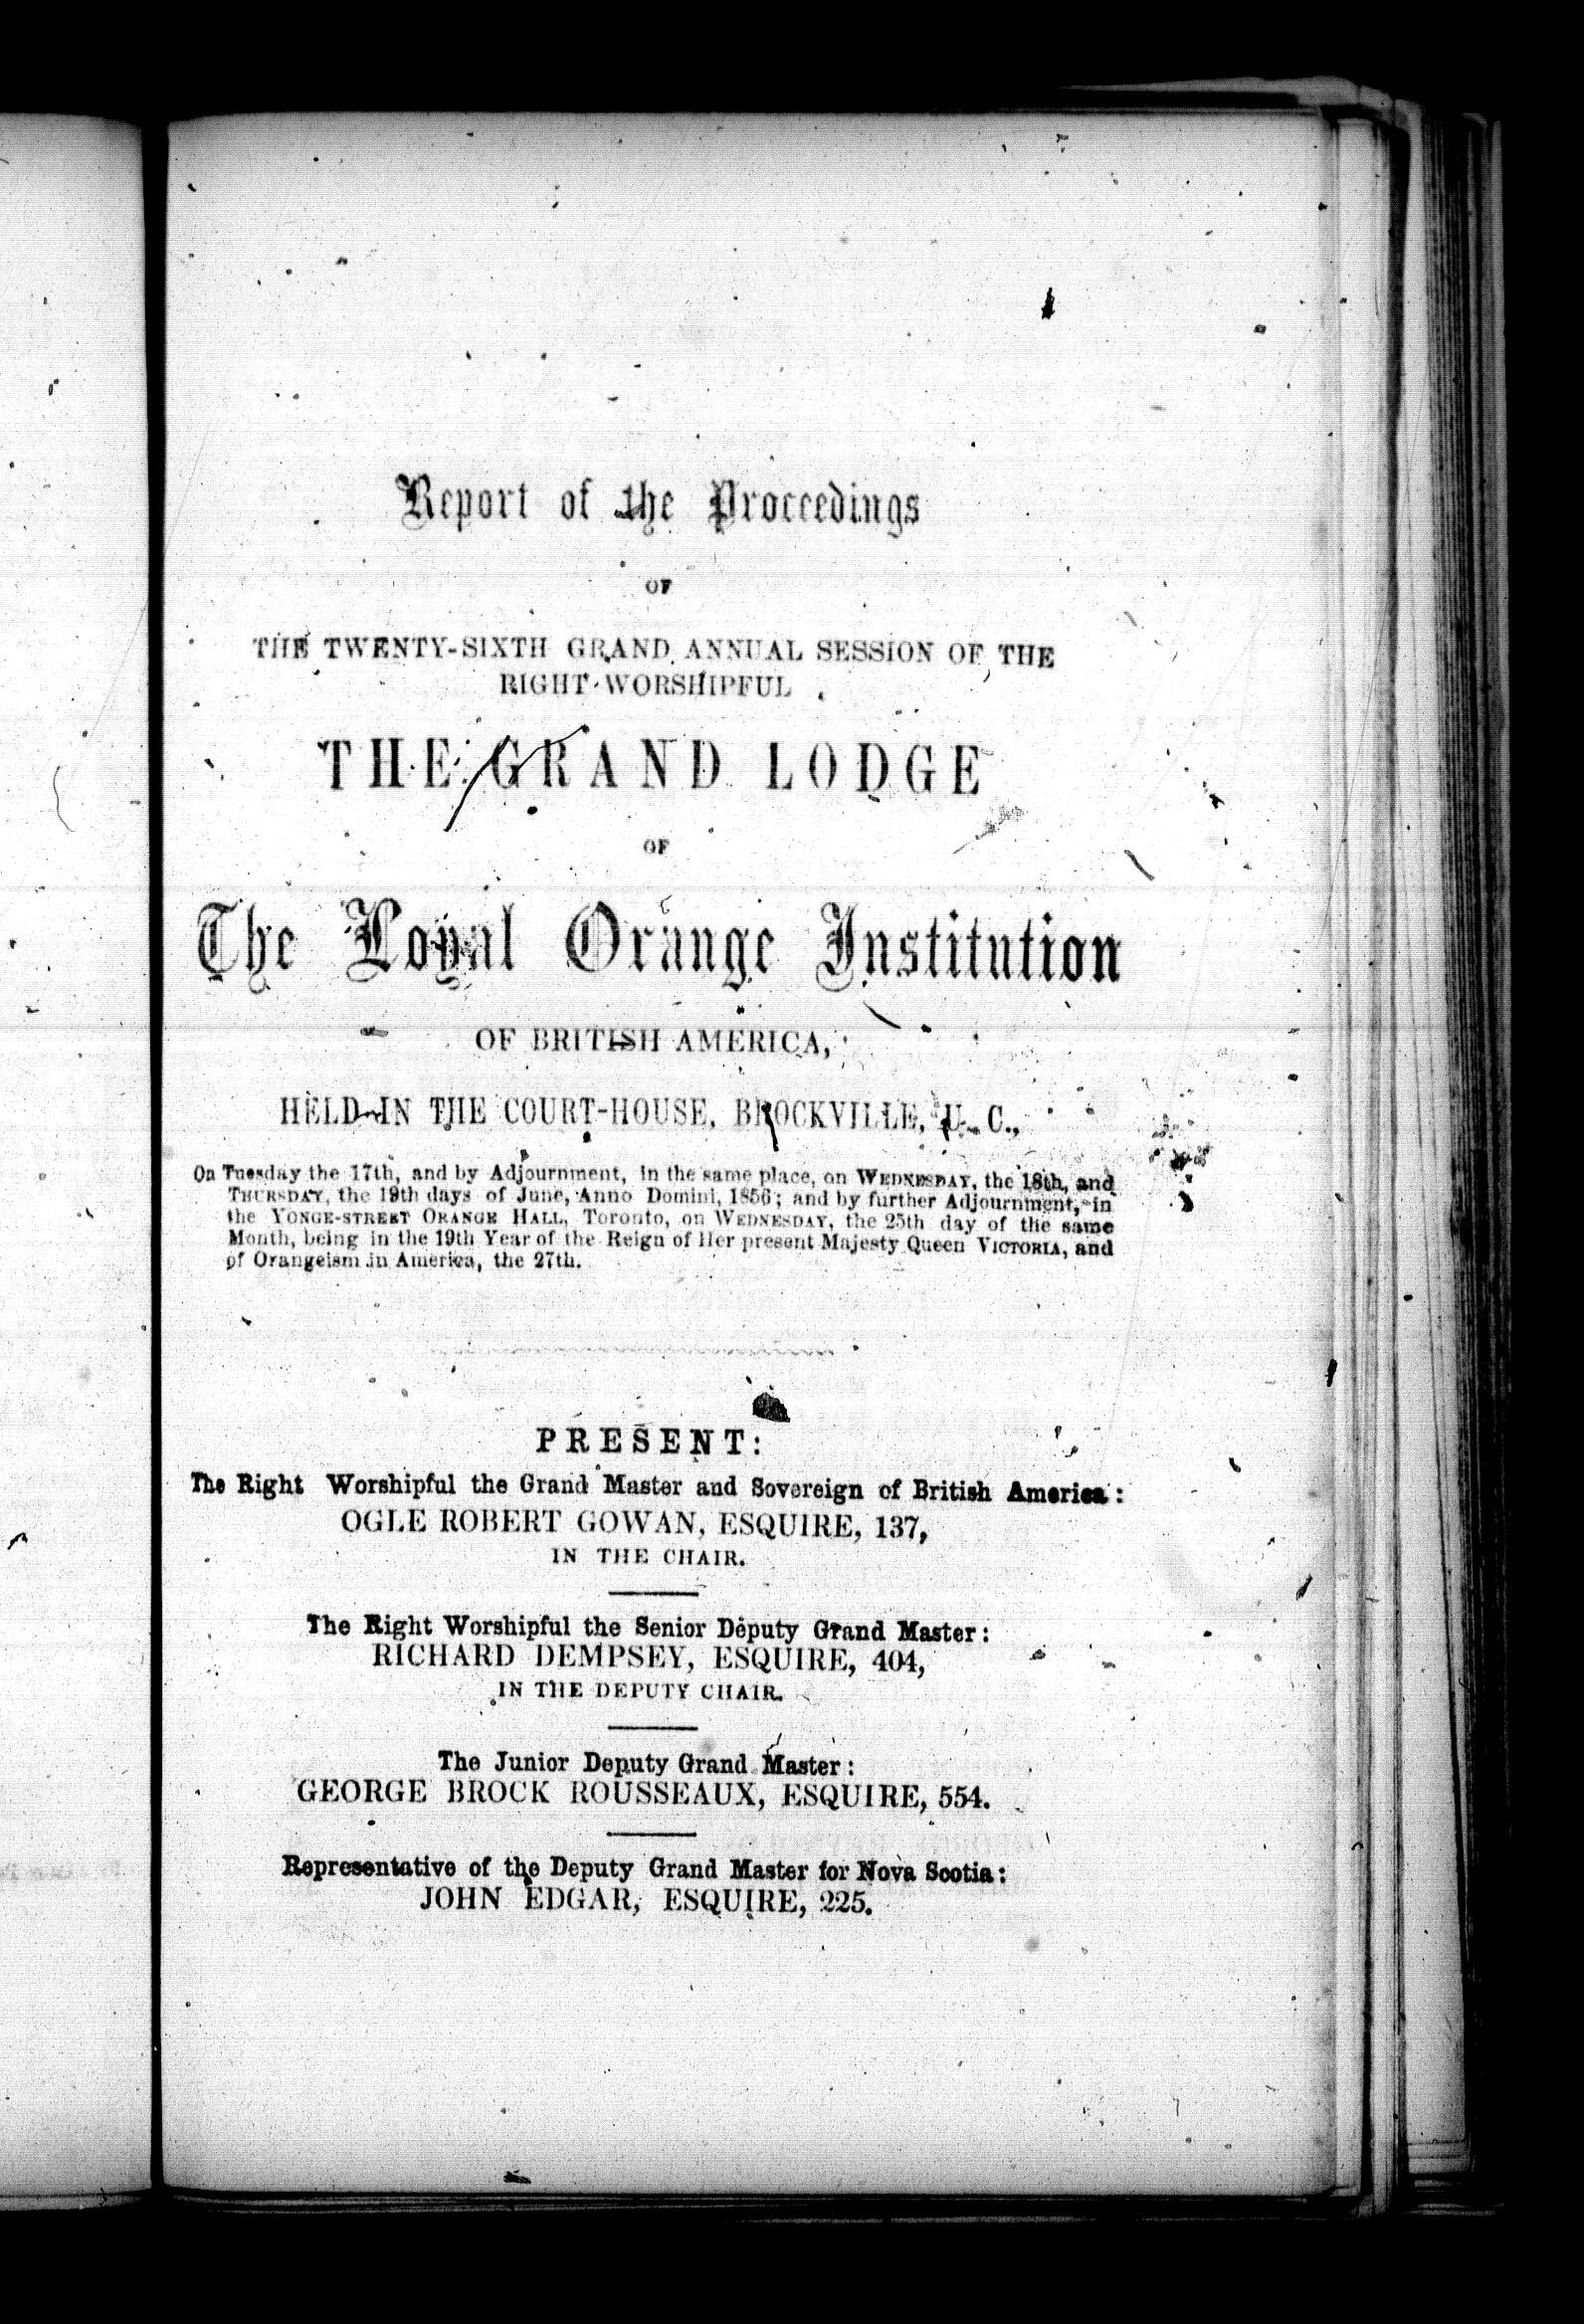 Report of the Proceedings
OF
THE TWENTY-SIXTH GRAND ANNUAL SESSION OF THE
RIGHT WORSHIPFUL
THE GRAND LODGE
OF
The Loyal Orange Institution
OF BRITISH AMERICA,
HELD IN THE COURT-HOUSE, BROCKVILLE, U. C.,
On Tuesday the 17th, and by Adjournment, in the same place, on WEDNESDAY, the 18th, and
THURSDAY, the 19th days of June, Anno Domini, 1856; and by further Adjournment, in
the YONGE-STREET ORANGE HALL, Toronto, on WEDNESDAY, the 25th day of the same
Month, being in the 19th Year of the Reign of Her present Majesty Queen VICTORIA, and
of Orangeism in America, the 27th.
PRESENT:
The Right Worshipful the Grand Master and Sovereign of British America:
OGLE ROBERT GOWAN, ESQUIRE, 137,
IN THE CHAIR.
The Right Worshipful the Senior Deputy Grand Master:
RICHARD DEMPSEY, ESQUIRE, 404,
IN THE DEPUTY CHAIR.
The Junior Deputy Grand Master:
GEORGE BROCK ROUSSEAUX, ESQUIRE, 554.
Representative of the Deputy Grand Master for Nova Scotia:
JOHN EDGAR, ESQUIRE, 225.